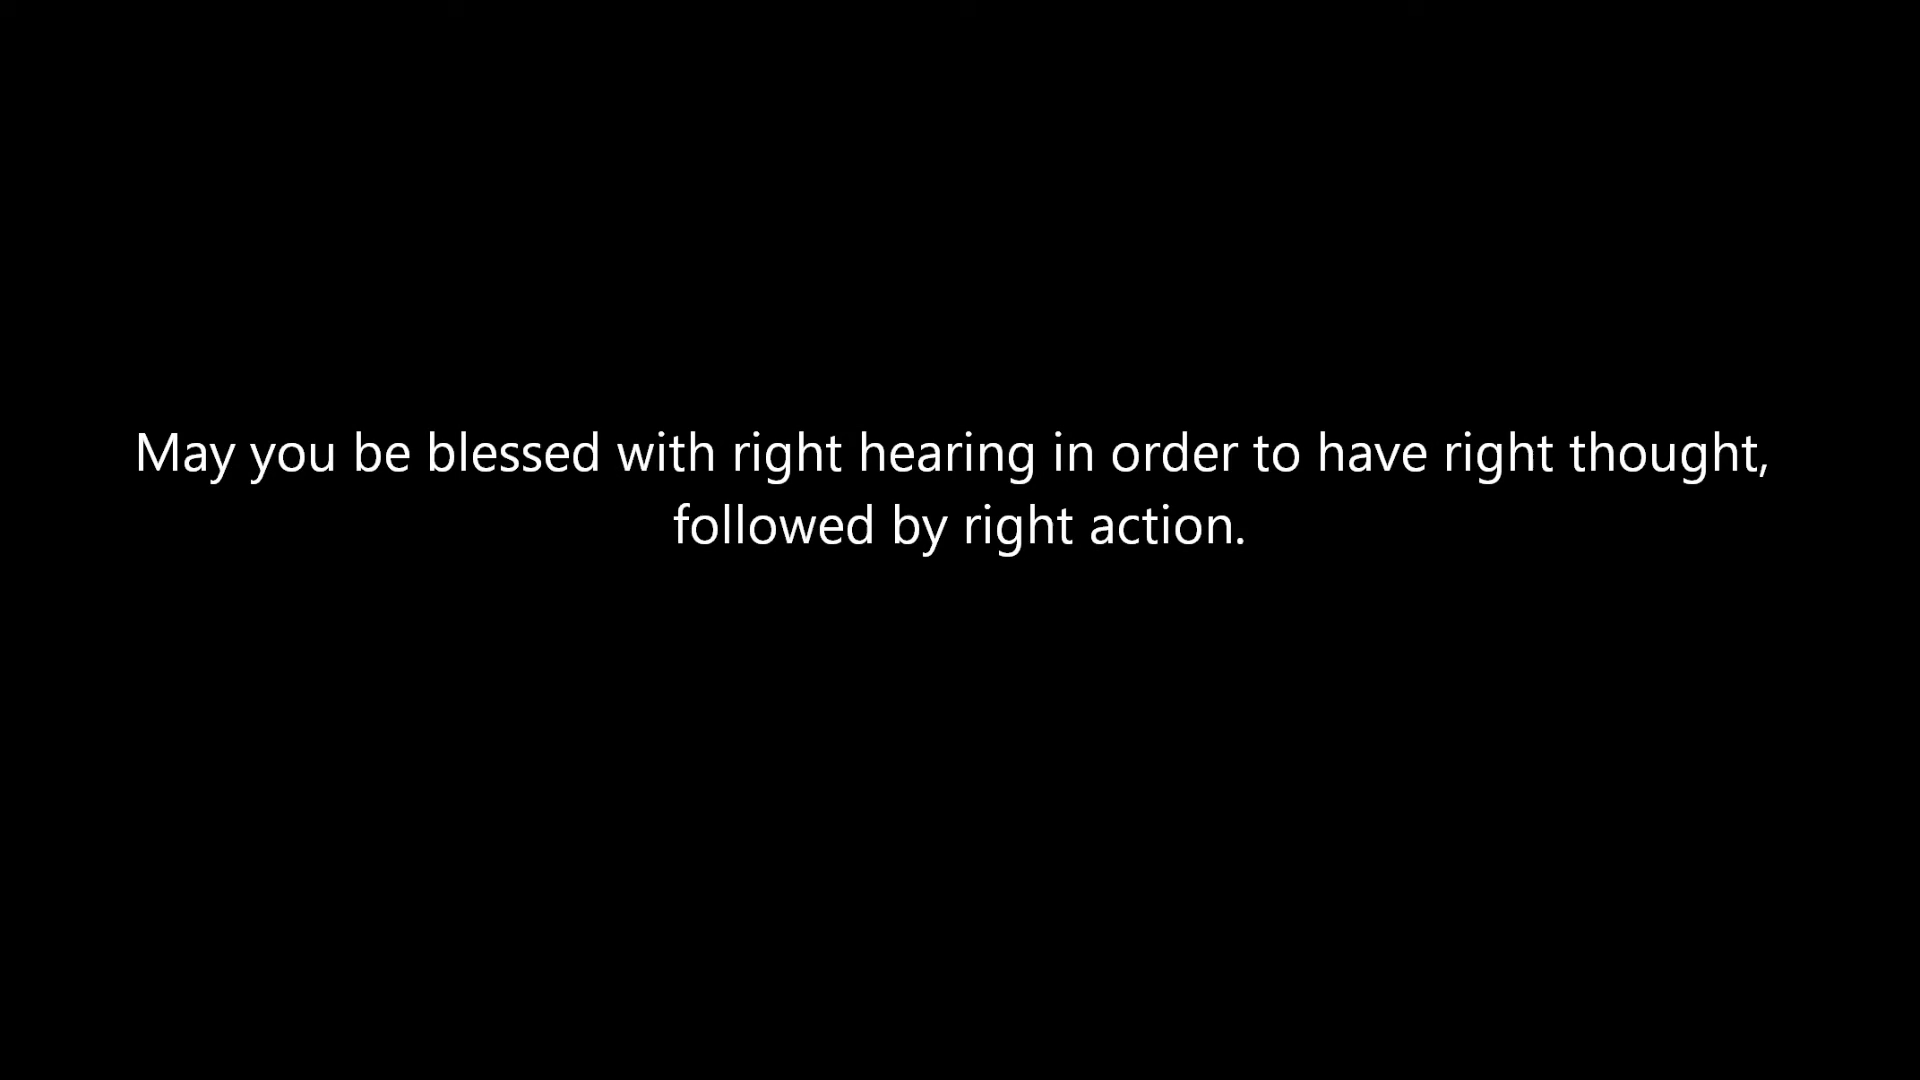 May you be blessed with right hearing in order to have right thought,
followed by right action.